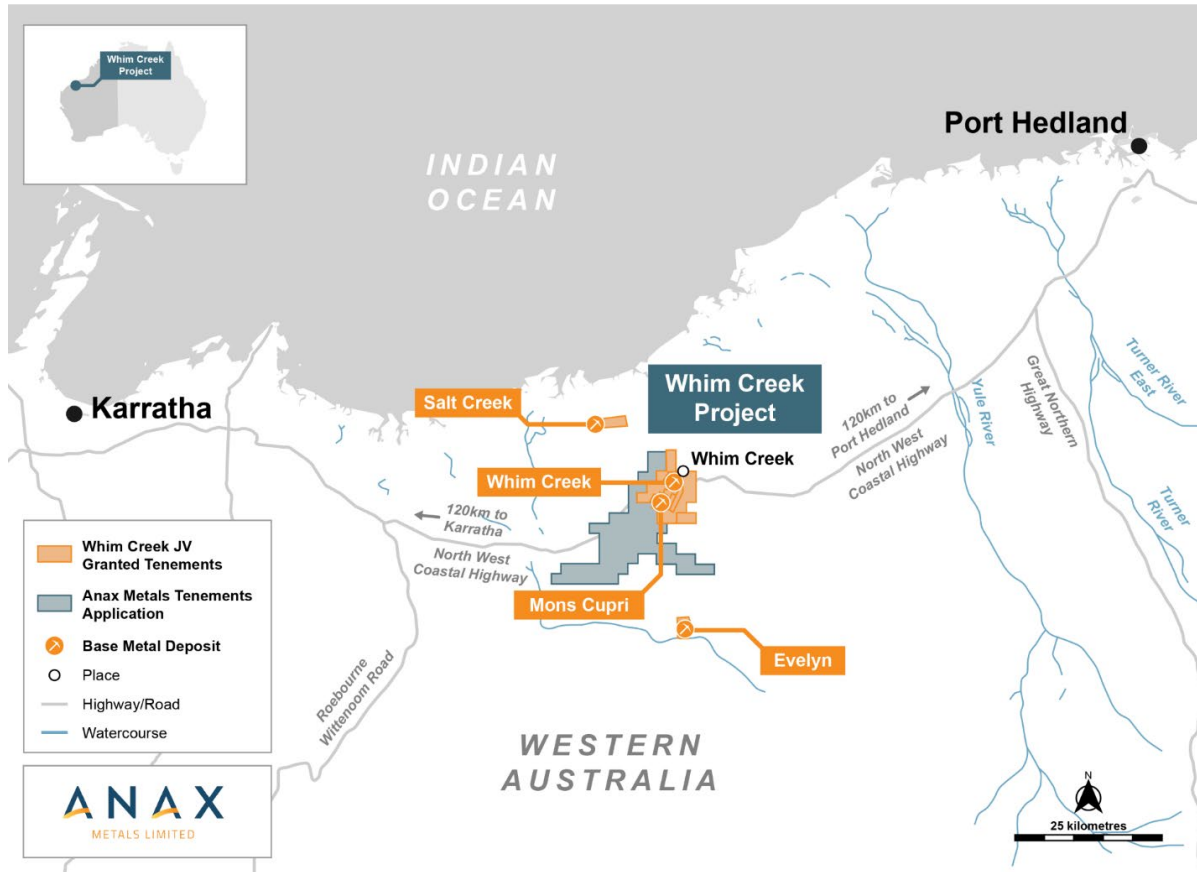 Whim Creek
Project
Port Hedland
INDIAN
OCEAN
Karratha
Salt Creek
Whim Creek
Project
Whim Creek
Whim Creek
120km to
Port Hedland
North West
Coastal Highway
Yule River
Great Northern
Highway
Turner River
East
Turner
River
120km to
Karratha
North West
Coastal Highway
Mons Cupri
Evelyn
Roebourne
Wittenoom Road
WESTERN
AUSTRALIA
Whim Creek JV
Granted Tenements
Anax Metals Tenements
Application
Base Metal Deposit
Place
Highway/Road
Watercourse
ANAX
METALS LIMITED
N
25 kilometres